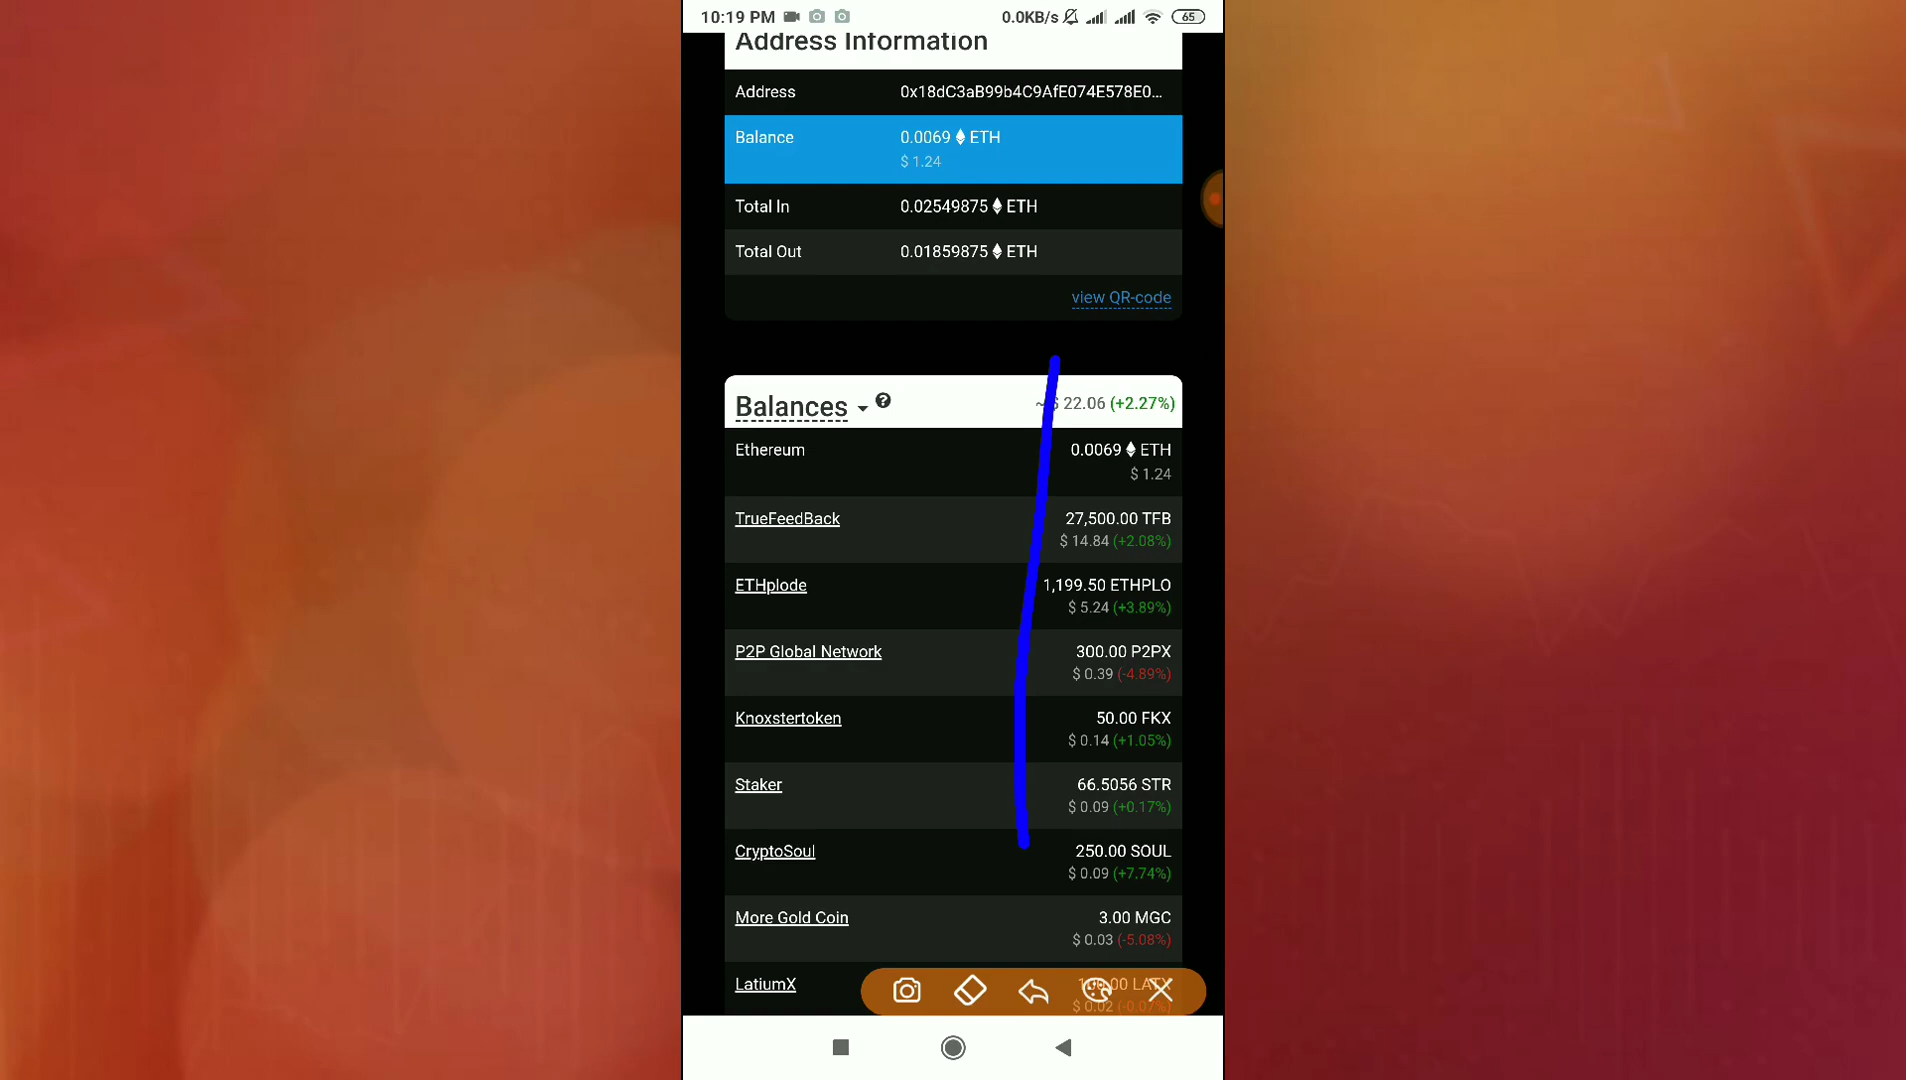 10:19 PM 0.0KB/s 65
Address Information
Address 0x18dC3aB99b4C9AfE074E578E0...
Balance 0.0069 ETH
$ 1.24
Total In 0.02549875 ETH
Total Out 0.01859875 ETH
view QR-code
Balances ? ~ $ 22.06 (+2.27%)
Ethereum 0.0069 ETH
$ 1.24
TrueFeedBack 27,500.00 TFB
$ 14.84 (+2.08%)
ETHplode 1,199.50 ETHPLO
$ 5.24 (+3.89%)
P2P Global Network 300.00 P2PX
$ 0.39 (-4.89%)
Knoxstertoken 50.00 FKX
$ 0.14 (+1.05%)
Staker 66.5056 STR
$ 0.09 (+0.17%)
CryptoSoul 250.00 SOUL
$ 0.09 (+7.74%)
More Gold Coin 3.00 MGC
$ 0.03 (-5.08%)
LatiumX LATX
$ 0.02 (-0.07%)